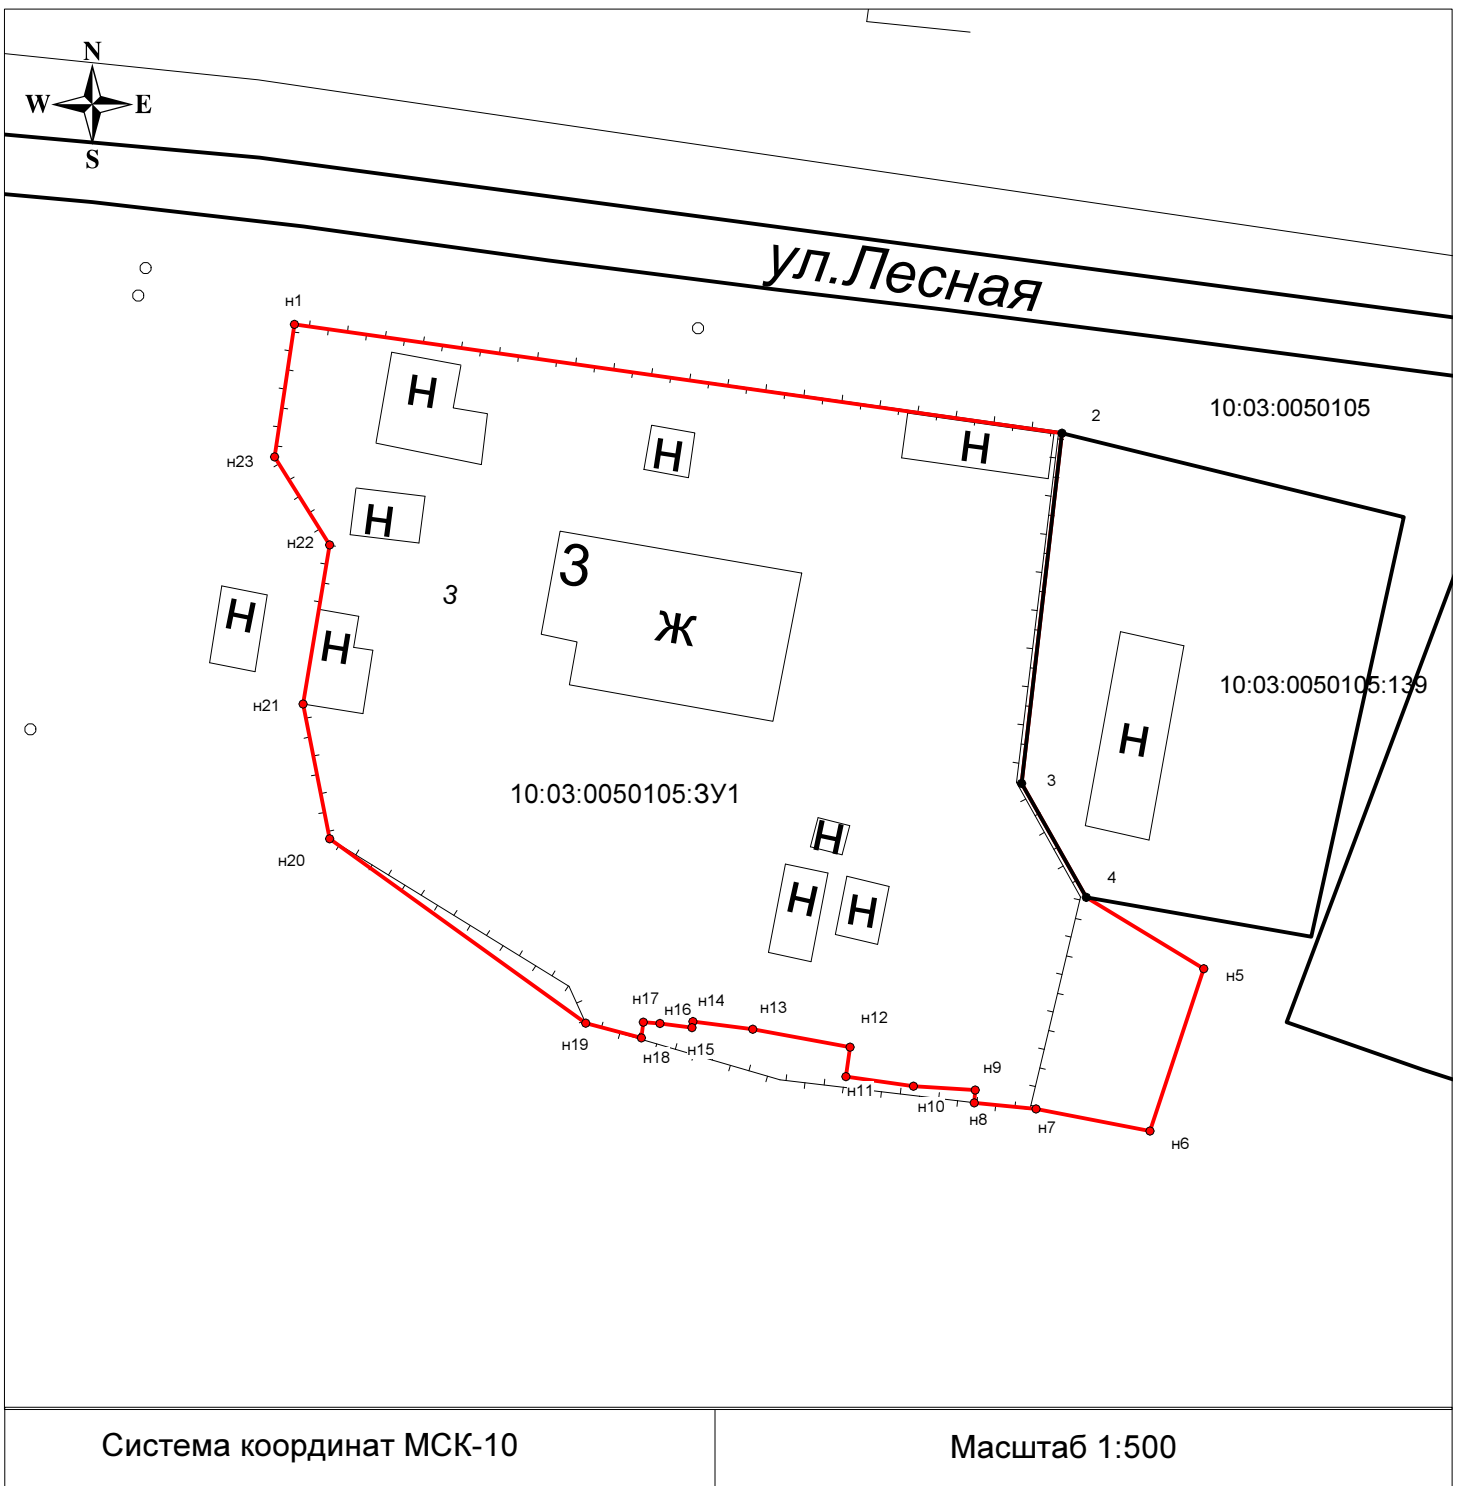 N
W E
S
ул.Лесная
н1
2
10:03:0050105
Н
Н
Н
н23
Н
н22
3
3
ж
Н
Н
10:03:0050105:139
н21
Н
3
10:03:0050105:ЗУ1
Н
н20
4
Н
Н
н5
н17
н14
н16
н13
н12
н19
н18
н15
н9
н11
н10
н8
н7
н6
Система координат МСК-10
Масштаб 1:500